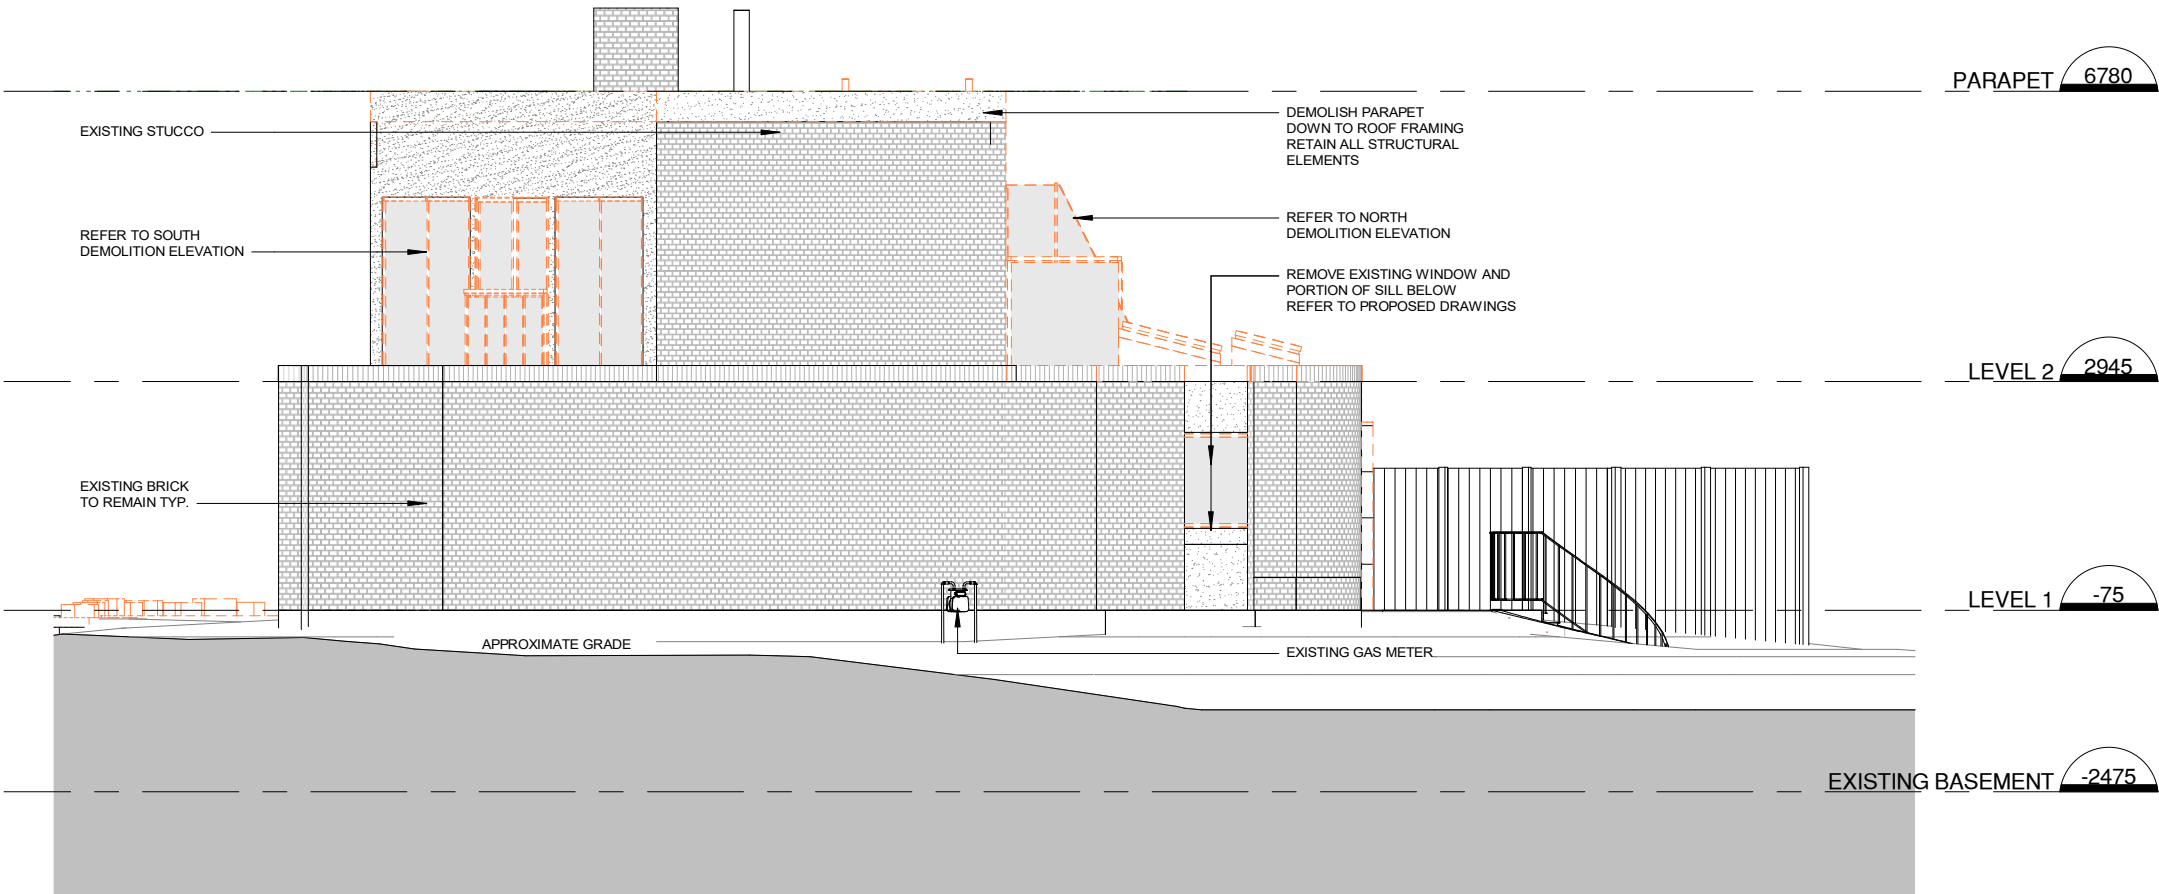 PARAPET 6780
EXISTING STUCCO
DEMOLISH PARAPET
DOWN TO ROOF FRAMING
RETAIN ALL STRUCTURAL
ELEMENTS
REFER TO SOUTH
DEMOLITION ELEVATION
REFER TO NORTH
DEMOLITION ELEVATION
REMOVE EXISTING WINDOW AND
PORTION OF SILL BELOW
REFER TO PROPOSED DRAWINGS
LEVEL 2 2945
EXISTING BRICK
TO REMAIN TYP.
LEVEL 1 -75
APPROXIMATE GRADE
EXISTING GAS METER
EXISTING BASEMENT -2475